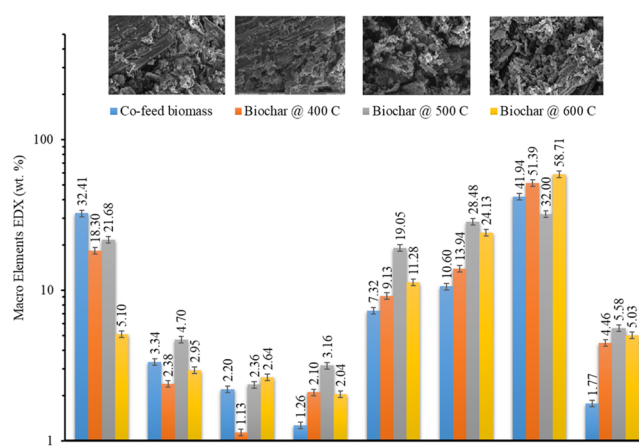 Co-feed biomass Biochar @ 400 C Biochar @ 500 C Biochar @ 600 C
Macro Elements EDX (wt. %)
100
10
1
32.41 18.30 21.68 5.10
3.34 2.38 4.70 2.95
2.20 1.13 2.36 2.64
1.26 2.10 3.16 2.04
7.32 9.13 19.05 11.28
10.60 13.94 28.48 24.13
41.94 51.39 32.00 58.71
1.77 4.46 5.58 5.03